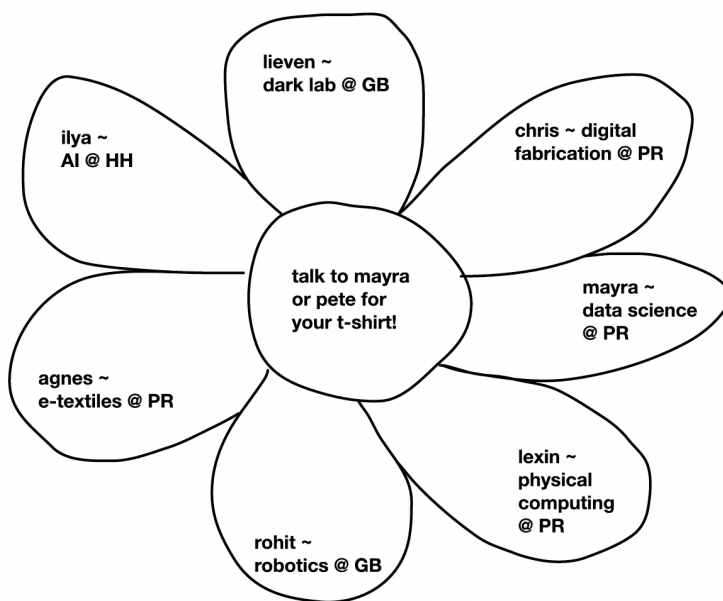 lieven ~
dark lab @ GB
chris ~ digital
fabrication @ PR
ilya ~
AI @ HH
talk to mayra
or pete for
your t-shirt!
mayra ~
data science
@ PR
agnes ~
e-textiles @ PR
lexin ~
physical
computing
@ PR
rohit ~
robotics @ GB